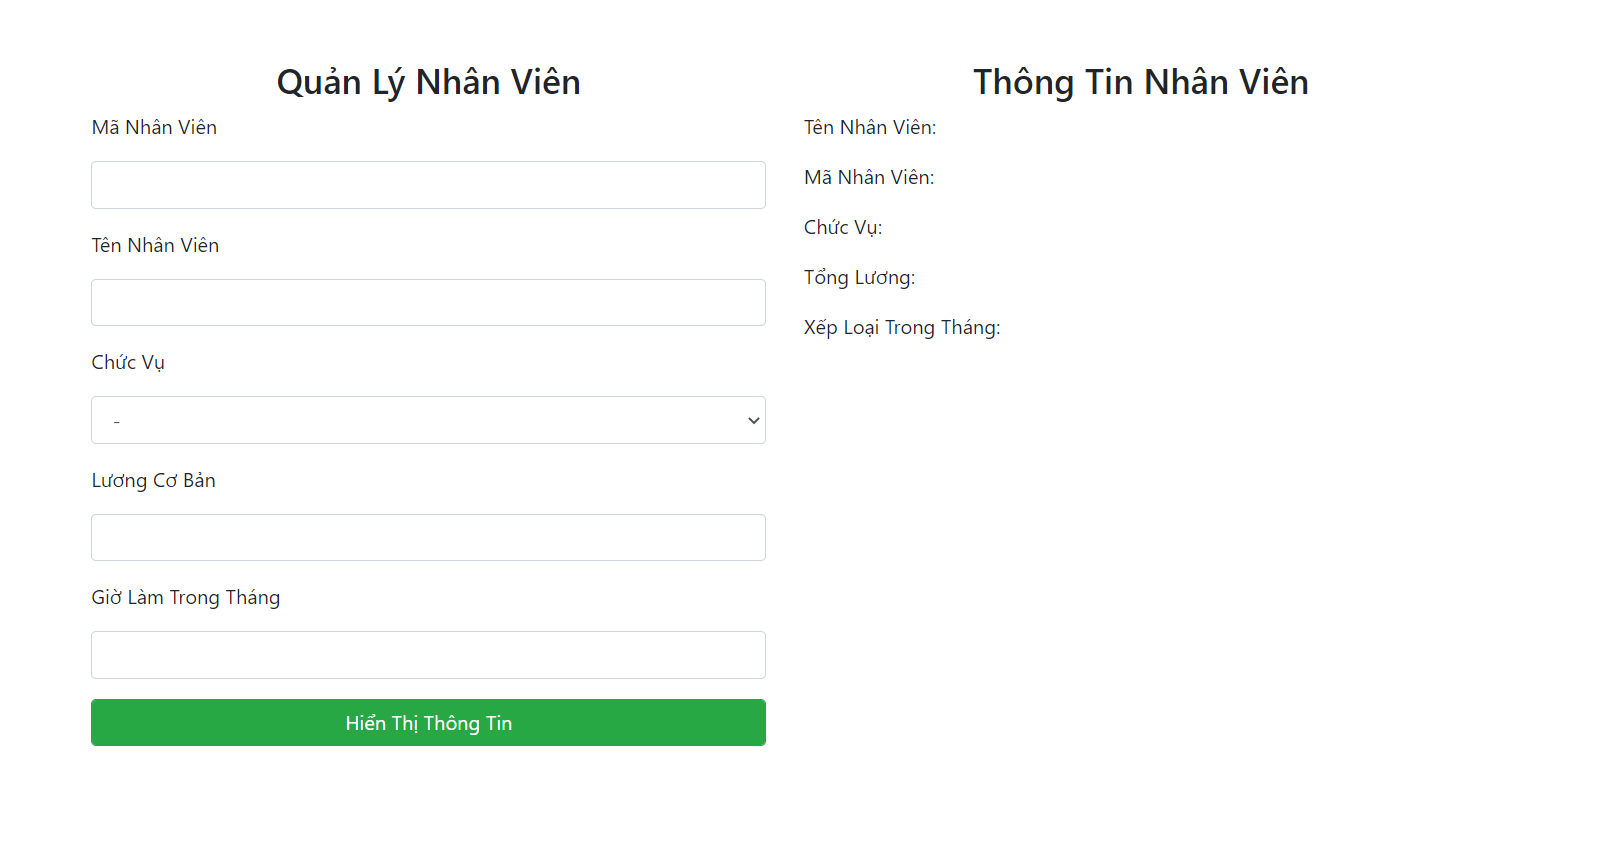 Quản Lý Nhân Viên
Mã Nhân Viên
Tên Nhân Viên
Chức Vụ
-
Lương Cơ Bản
Giờ Làm Trong Tháng
Hiển Thị Thông Tin
Thông Tin Nhân Viên
Tên Nhân Viên:
Mã Nhân Viên:
Chức Vụ:
Tổng Lương:
Xếp Loại Trong Tháng: